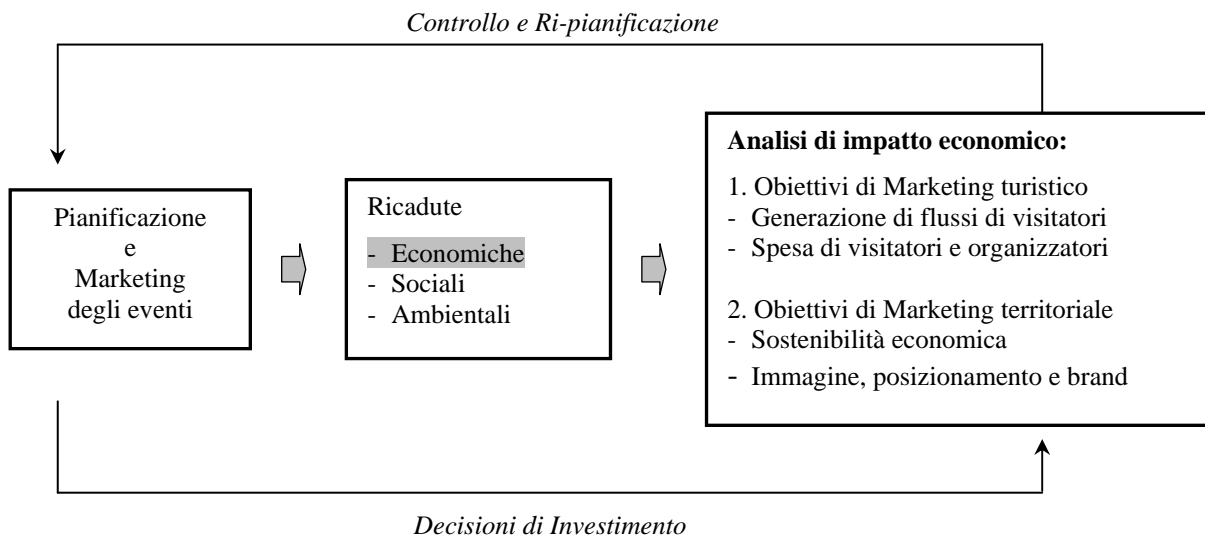 Controllo e Ri-pianificazione
Pianificazione
e
Marketing
degli eventi
Ricadute
- Economiche
- Sociali
- Ambientali
Analisi di impatto economico:
1. Obiettivi di Marketing turistico
- Generazione di flussi di visitatori
- Spesa di visitatori e organizzatori
2. Obiettivi di Marketing territoriale
- Sostenibilità economica
- Immagine, posizionamento e brand
Decisioni di Investimento